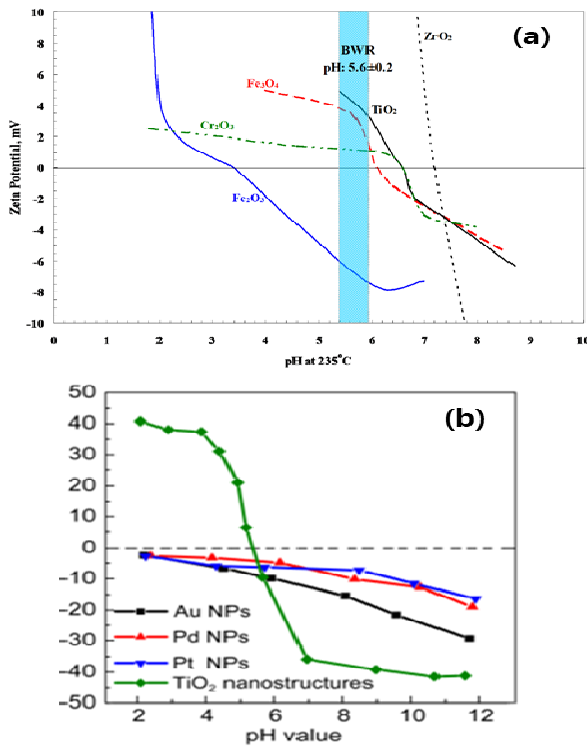 (a)
10
8
6
4
2
0
-2
-4
-6
-8
-10
Zeta Potential, mV
BWR
pH: 5.6±0.2
ZrO₂
Fe₃O₄
TiO₂
Cr₂O₃
Fe₂O₃
0 1 2 3 4 5 6 7 8 9 10
pH at 235°C
(b)
50
40
30
20
10
0
-10
-20
-30
-40
-50
Au NPs
Pd NPs
Pt NPs
TiO₂ nanostructures
2 4 6 8 10 12
pH value